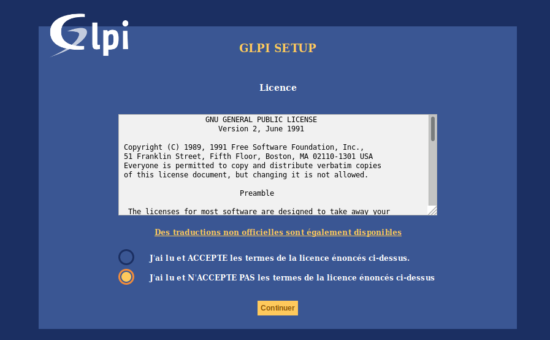 Glpi
GLPI SETUP
Licence
GNU GENERAL PUBLIC LICENSE
Version 2, June 1991
Copyright (C) 1989, 1991 Free Software Foundation, Inc.,
51 Franklin Street, Fifth Floor, Boston, MA 02110-1301 USA
Everyone is permitted to copy and distribute verbatim copies
of this license document, but changing it is not allowed.
Preamble
The licenses for most software are designed to take away your
Des traductions non officielles sont également disponibles
J'ai lu et ACCEPTE les termes de la licence énoncés ci-dessus.
J'ai lu et N'ACCEPTE PAS les termes de la licence énoncés ci-dessus
Continuer